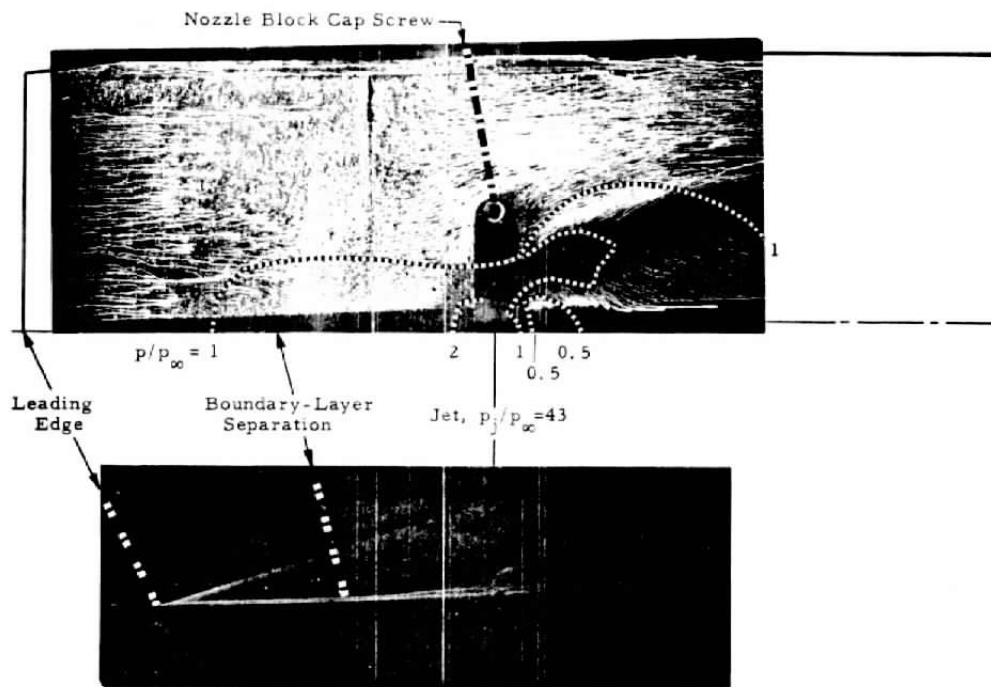 Nozzle Block Cap Screw
1
p/p∞ = 1
2
1
0.5
0.5
Leading
Edge
Boundary-Layer
Separation
Jet, pj/p∞=43